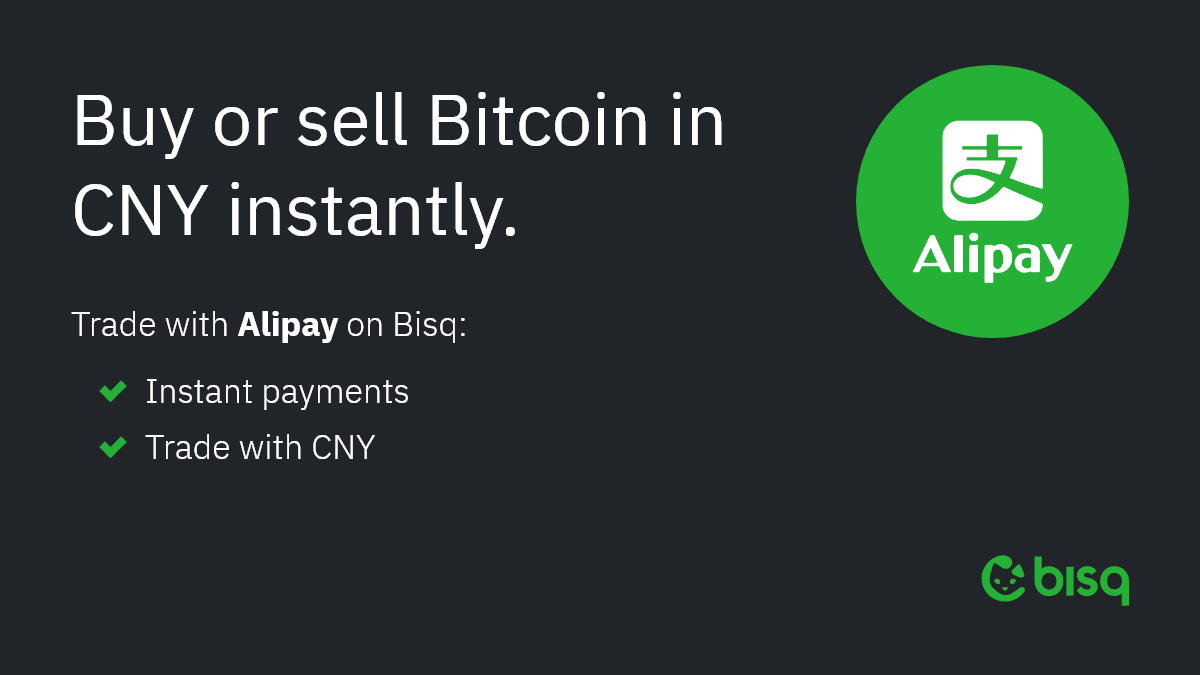 Buy or sell Bitcoin in
CNY instantly.
Trade with Alipay on Bisq:
Instant payments
Trade with CNY
支
Alipay
bisq